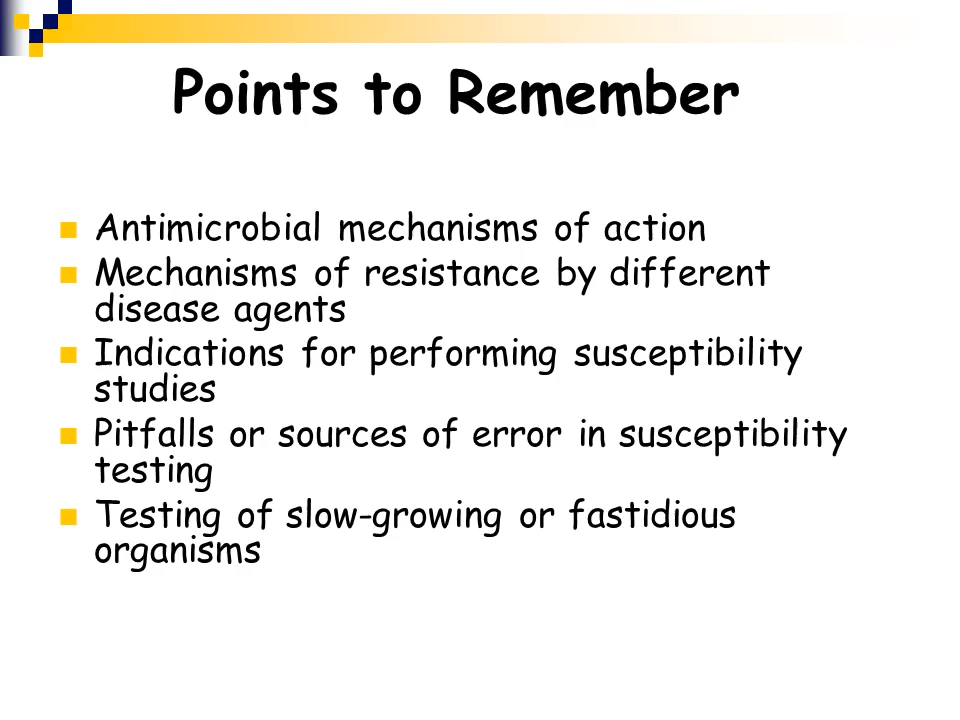 Points to Remember
Antimicrobial mechanisms of action
Mechanisms of resistance by different
disease agents
Indications for performing susceptibility
studies
Pitfalls or sources of error in susceptibility
testing
Testing of slow-growing or fastidious
organisms